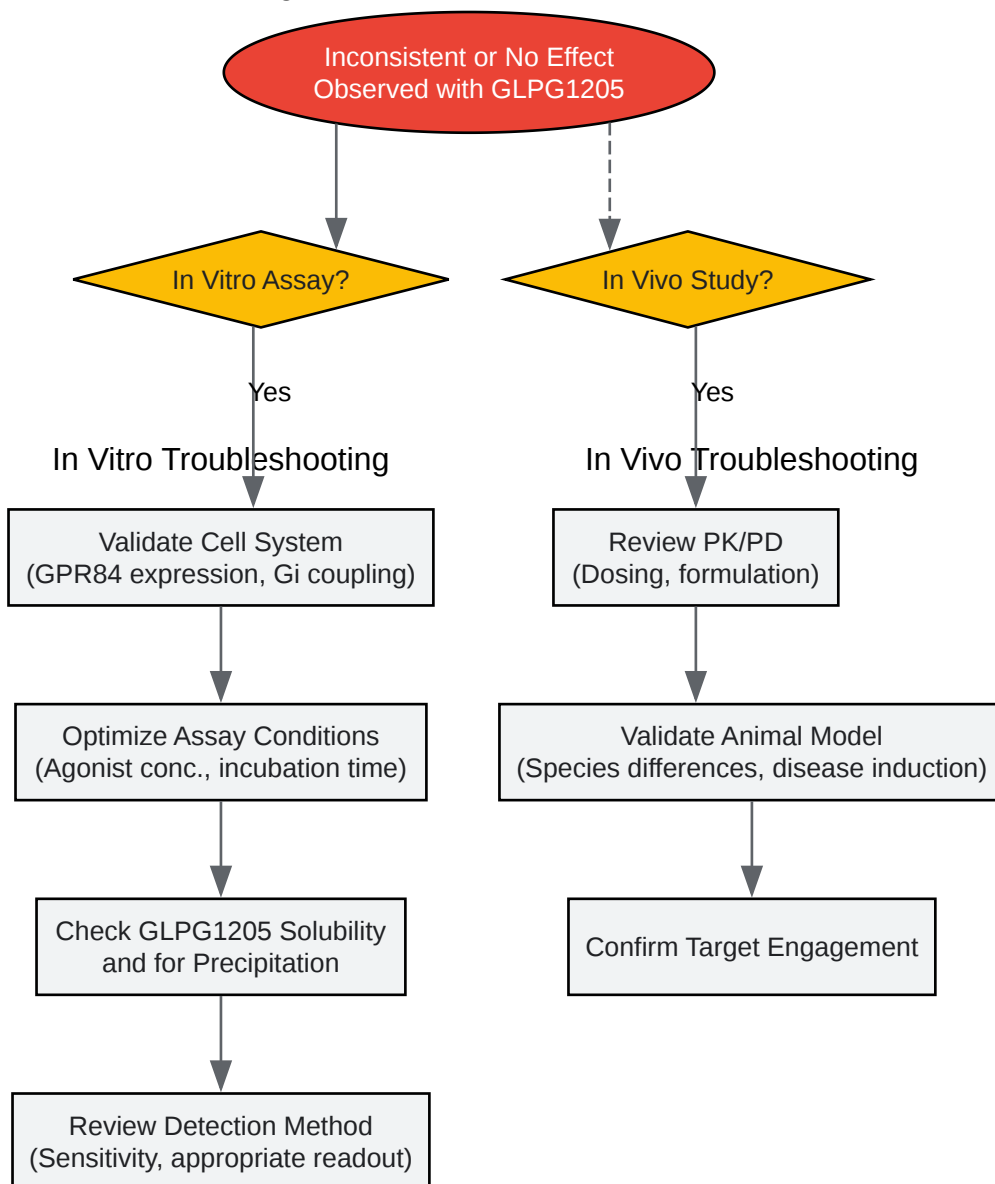 Inconsistent or No Effect
Observed with GLPG1205
In Vitro Assay?
In Vivo Study?
Yes
Yes
In Vitro Troubleshooting
In Vivo Troubleshooting
Validate Cell System
(GPR84 expression, Gi coupling)
Review PK/PD
(Dosing, formulation)
Optimize Assay Conditions
(Agonist conc., incubation time)
Validate Animal Model
(Species differences, disease induction)
Check GLPG1205 Solubility
and for Precipitation
Confirm Target Engagement
Review Detection Method
(Sensitivity, appropriate readout)